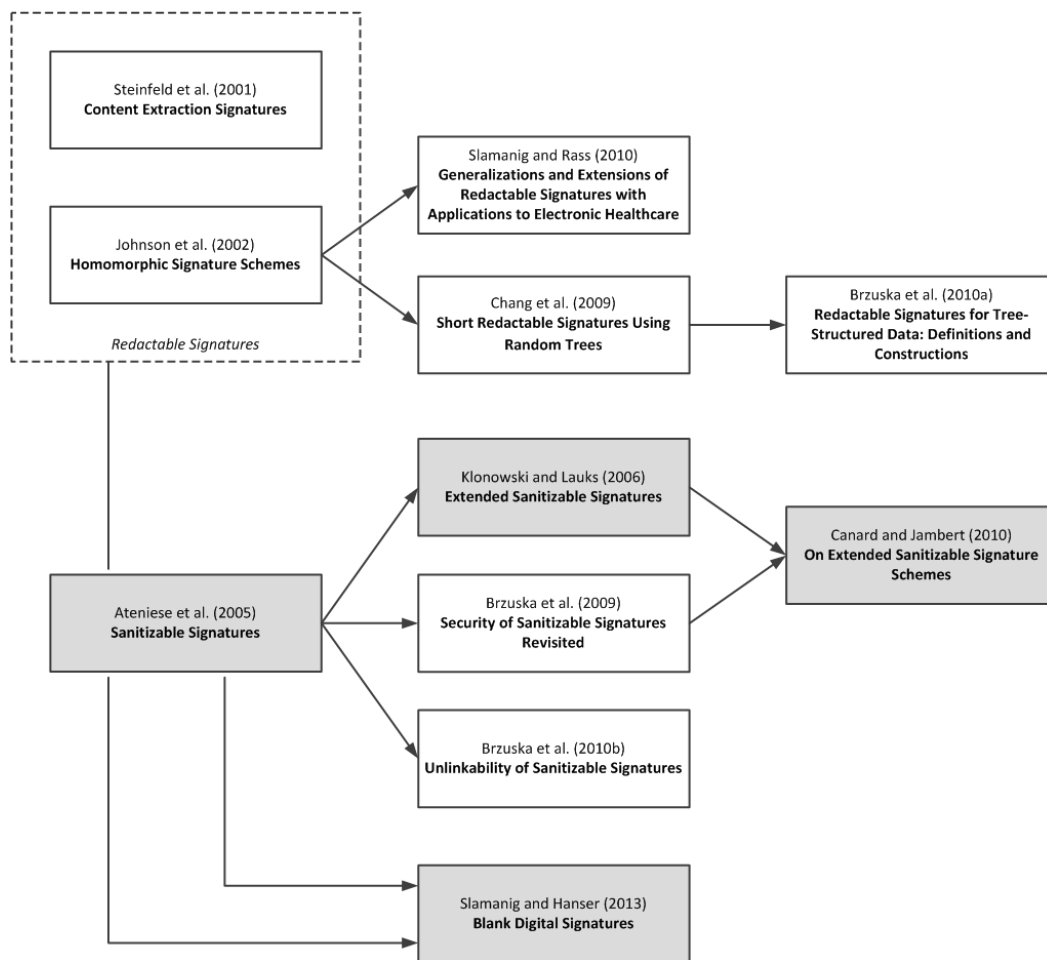 Steinfeld et al. (2001)
Content Extraction Signatures
Johnson et al. (2002)
Homomorphic Signature Schemes
Redactable Signatures
Slamanig and Rass (2010)
Generalizations and Extensions of
Redactable Signatures with
Applications to Electronic Healthcare
Chang et al. (2009)
Short Redactable Signatures Using
Random Trees
Brzuska et al. (2010a)
Redactable Signatures for Tree-
Structured Data: Definitions and
Constructions
Klonowski and Lauks (2006)
Extended Sanitizable Signatures
Canard and Jambert (2010)
On Extended Sanitizable Signature
Schemes
Ateniese et al. (2005)
Sanitizable Signatures
Brzuska et al. (2009)
Security of Sanitizable Signatures
Revisited
Brzuska et al. (2010b)
Unlinkability of Sanitizable Signatures
Slamanig and Hanser (2013)
Blank Digital Signatures